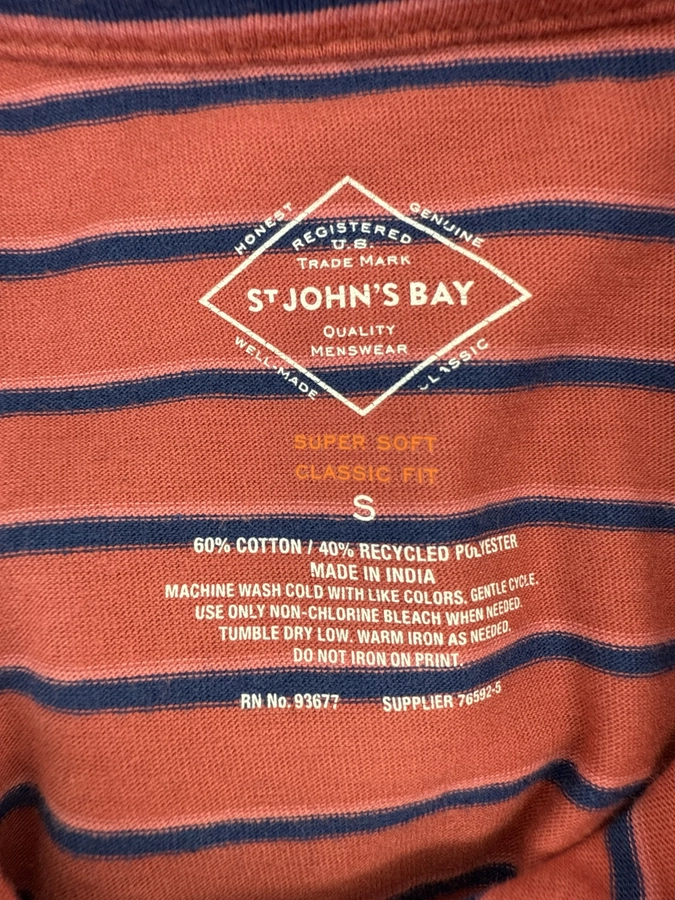 HONEST
GENUINE
REGISTERED
U.S.
TRADE MARK
ST JOHN'S BAY
QUALITY
MENSWEAR
WELL-MADE
CLASSIC
SUPER SOFT
CLASSIC FIT
S
60% COTTON / 40% RECYCLED POLYESTER
MADE IN INDIA
MACHINE WASH COLD WITH LIKE COLORS. GENTLE CYCLE.
USE ONLY NON-CHLORINE BLEACH WHEN NEEDED.
TUMBLE DRY LOW. WARM IRON AS NEEDED.
DO NOT IRON ON PRINT.
RN No. 93677 SUPPLIER 76592-5